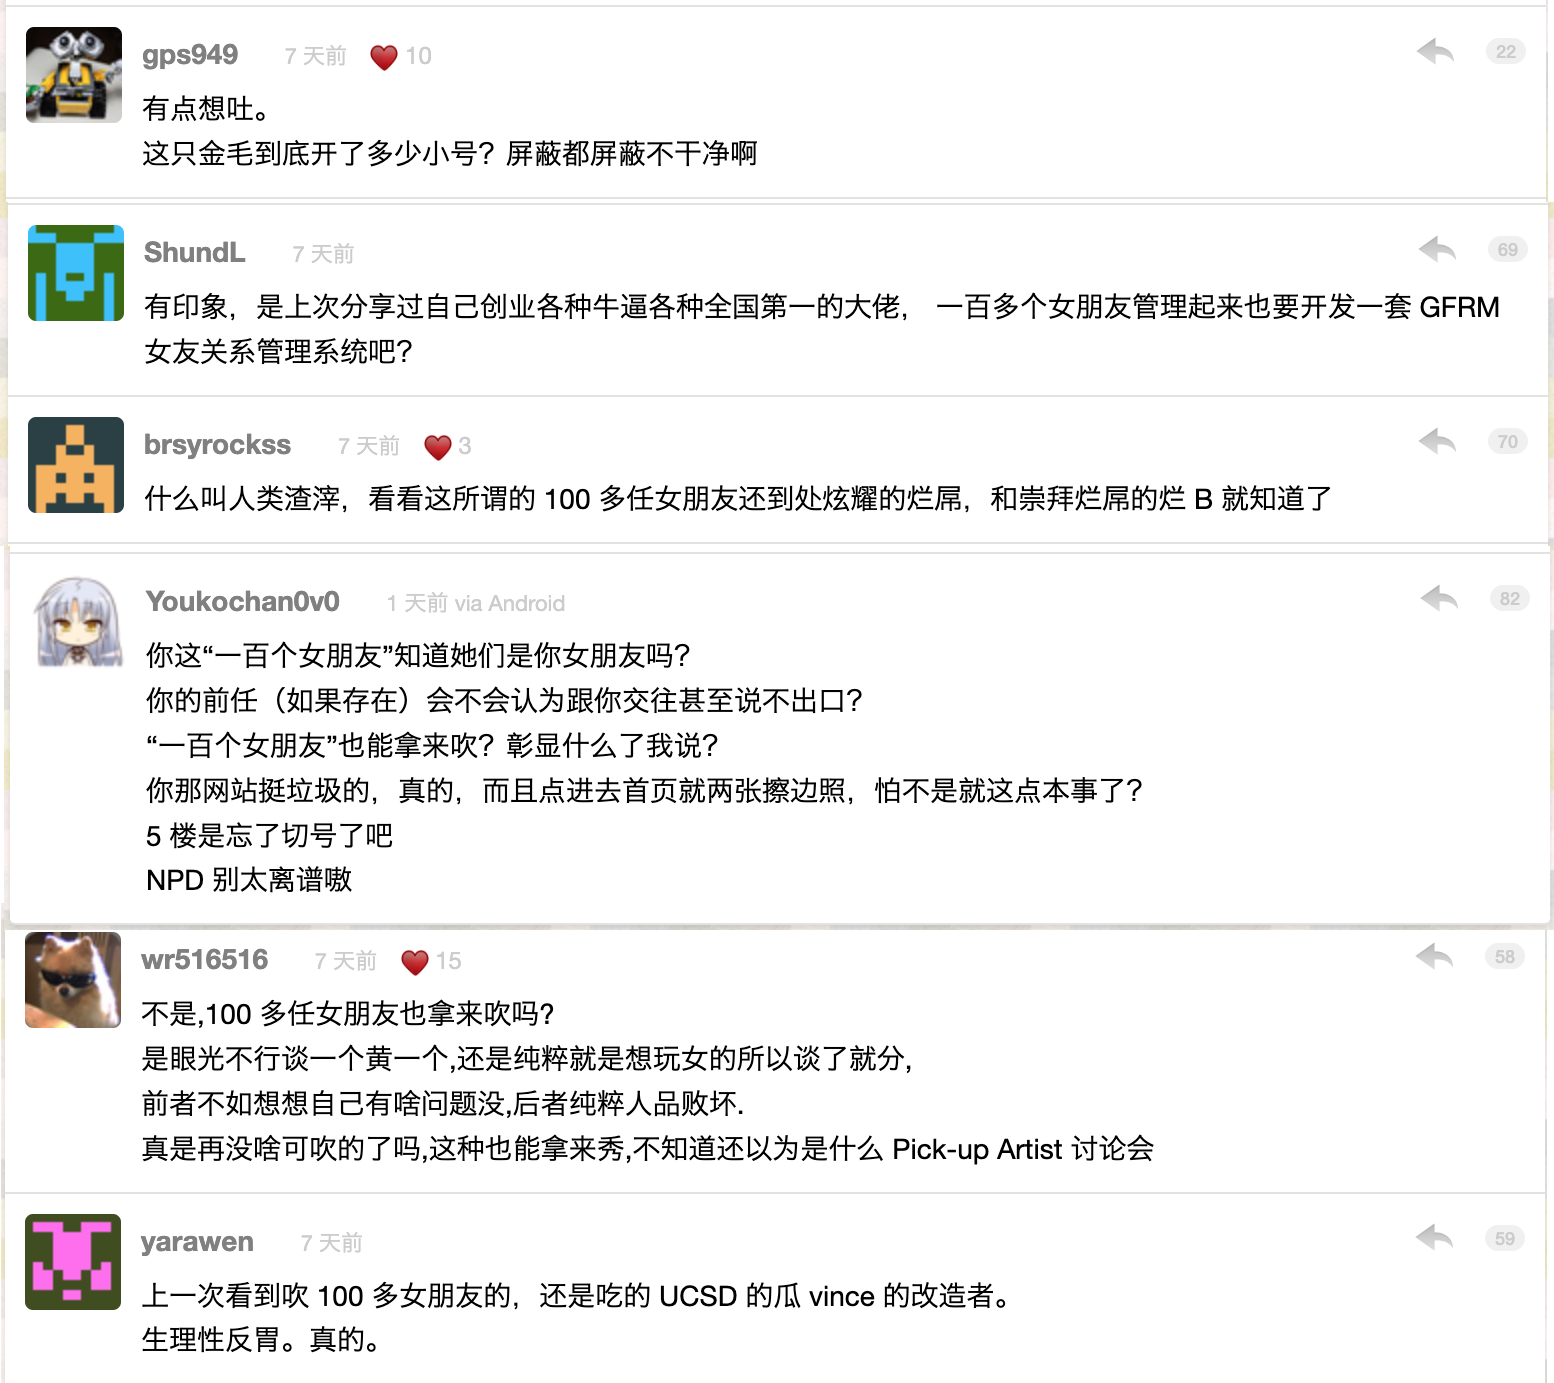 gps949 7 天前 10 22
有点想吐。
这只金毛到底开了多少小号？屏蔽都屏蔽不干净啊
ShundL 7 天前 69
有印象，是上次分享过自己创业各种牛逼各种全国第一的大佬， 一百多个女朋友管理起来也要开发一套 GFRM
女友关系管理系统吧？
brsyrockss 7 天前 3 70
什么叫人类渣滓，看看这所谓的 100 多任女朋友还到处炫耀的烂屌，和崇拜烂屌的烂 B 就知道了
Youkochan0v0 1 天前 via Android 82
你这“一百个女朋友”知道她们是你女朋友吗？
你的前任（如果存在）会不会认为跟你交往甚至说不出口？
“一百个女朋友”也能拿来吹？彰显什么了我说？
你那网站挺垃圾的，真的，而且点进去首页就两张擦边照，怕不是就这点本事了？
5 楼是忘了切号了吧
NPD 别太离谱嗷
wr516516 7 天前 15 58
不是,100 多任女朋友也拿来吹吗?
是眼光不行谈一个黄一个,还是纯粹就是想玩女的所以谈了就分,
前者不如想想自己有啥问题没,后者纯粹人品败坏.
真是再没啥可吹的了吗,这种也能拿来秀,不知道还以为是什么 Pick-up Artist 讨论会
yarawen 7 天前 59
上一次看到吹 100 多女朋友的，还是吃的 UCSD 的瓜 vince 的改造者。
生理性反胃。真的。